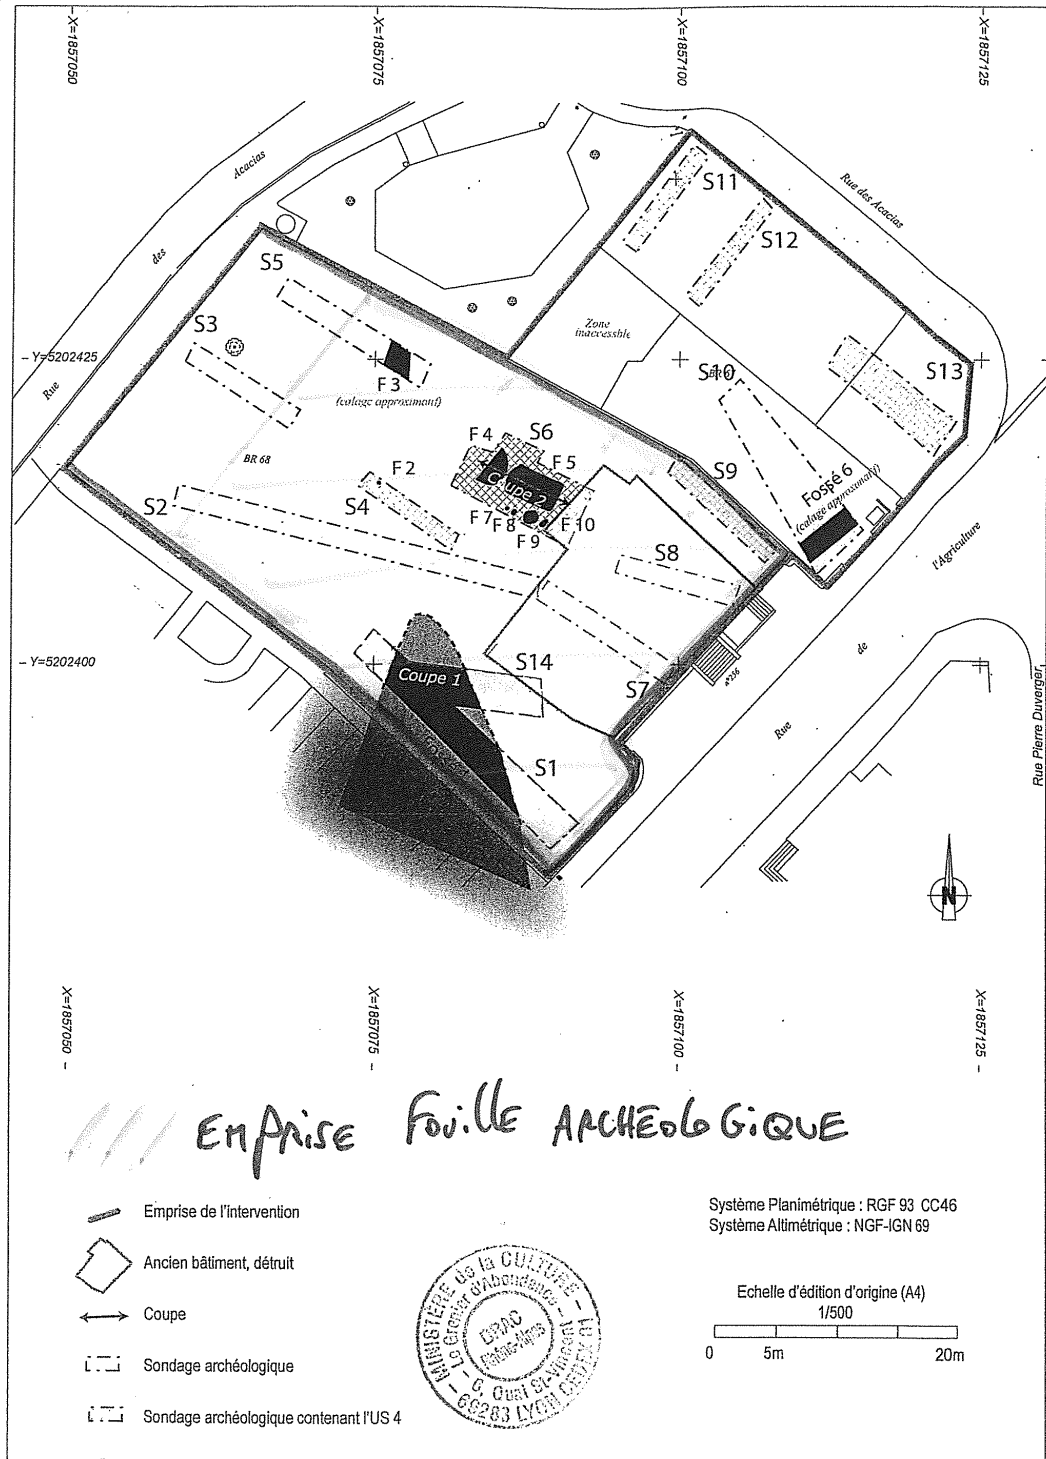 X=1857050
X=1857075
X=1857100
X=1857125
Acacias
des
Rue
Rue des Acacias
S11
S12
S5
S3
Zone
inaccessible
– Y=5202425
S10
S13
F 3
(calage approximatif)
F 4
S6
F 5
BR 68
F 2
Coupe 2
S9
Fossé 6
(calage approximatif)
S2
S4
F 7
F 8
F 9
F 10
S8
l'Agriculture
de
Rue
– Y=5202400
S14
Coupe 1
S7
n°256
S1
Rue Pierre Duverger
N
X=1857050 –
X=1857075 –
X=1857100 –
X=1857125 –
EMPRISE FOUILLE ARCHÉOLOGIQUE
Emprise de l'intervention
Ancien bâtiment, détruit
Coupe
Sondage archéologique
Sondage archéologique contenant l'US 4
Système Planimétrique : RGF 93 CC46
Système Altimétrique : NGF-IGN 69
Echelle d'édition d'origine (A4)
1/500
0 5m 20m
MINISTERE de la CULTURE
Le Grenier d'Abondance
DRAC
Rhône-Alpes
6, Quai St-Vincent
69283 LYON CEDEX 01